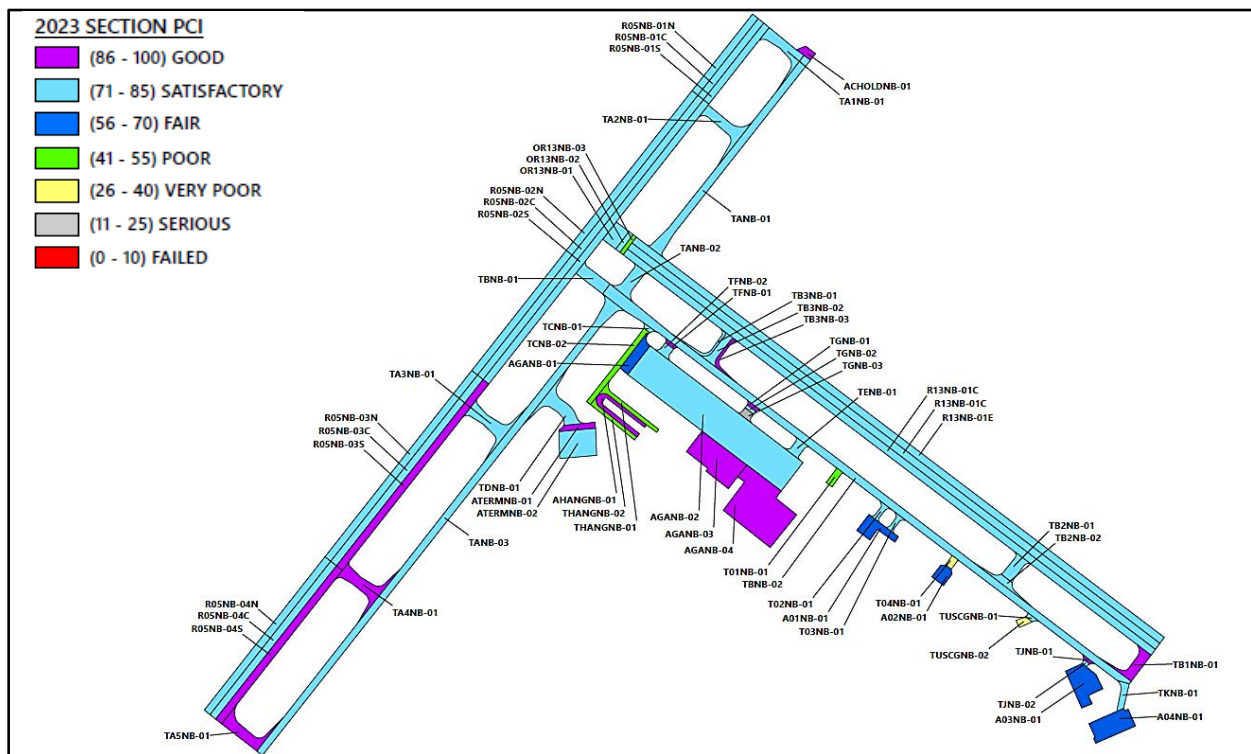 2023 SECTION PCI
(86 - 100) GOOD
(71 - 85) SATISFACTORY
(56 - 70) FAIR
(41 - 55) POOR
(26 - 40) VERY POOR
(11 - 25) SERIOUS
(0 - 10) FAILED
R05NB-01N
R05NB-01C
R05NB-01S
ACHOLDNB-01
TA1NB-01
TA2NB-01
OR13NB-03
OR13NB-02
OR13NB-01
R05NB-02N
R05NB-02C
R05NB-02S
TANB-01
TANB-02
TBNB-01
TFNB-02
TFNB-01
TB3NB-01
TB3NB-02
TB3NB-03
TCNB-01
TCNB-02
AGANB-01
TGNB-01
TGNB-02
TGNB-03
TENB-01
R13NB-01C
R13NB-01C
R13NB-01E
TA3NB-01
R05NB-03N
R05NB-03C
R05NB-03S
TDNB-01
ATERMNB-01
ATERMNB-02
AHANGNB-01
THANGNB-02
THANGNB-01
AGANB-02
AGANB-03
AGANB-04
TANB-03
T01NB-01
TBNB-02
TB2NB-01
TB2NB-02
T02NB-01
A01NB-01
T03NB-01
T04NB-01
A02NB-01
TUSCGNB-01
TUSCGNB-02
TA4NB-01
R05NB-04N
R05NB-04C
R05NB-04S
TJNB-01
TB1NB-01
TKNB-01
TJNB-02
A03NB-01
A04NB-01
TA5NB-01